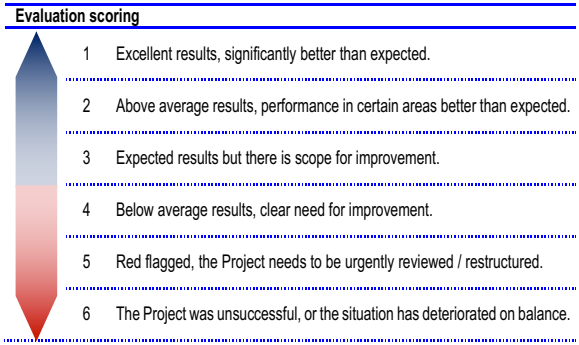 Evaluation scoring
1 Excellent results, significantly better than expected.
2 Above average results, performance in certain areas better than expected.
3 Expected results but there is scope for improvement.
4 Below average results, clear need for improvement.
5 Red flagged, the Project needs to be urgently reviewed / restructured.
6 The Project was unsuccessful, or the situation has deteriorated on balance.